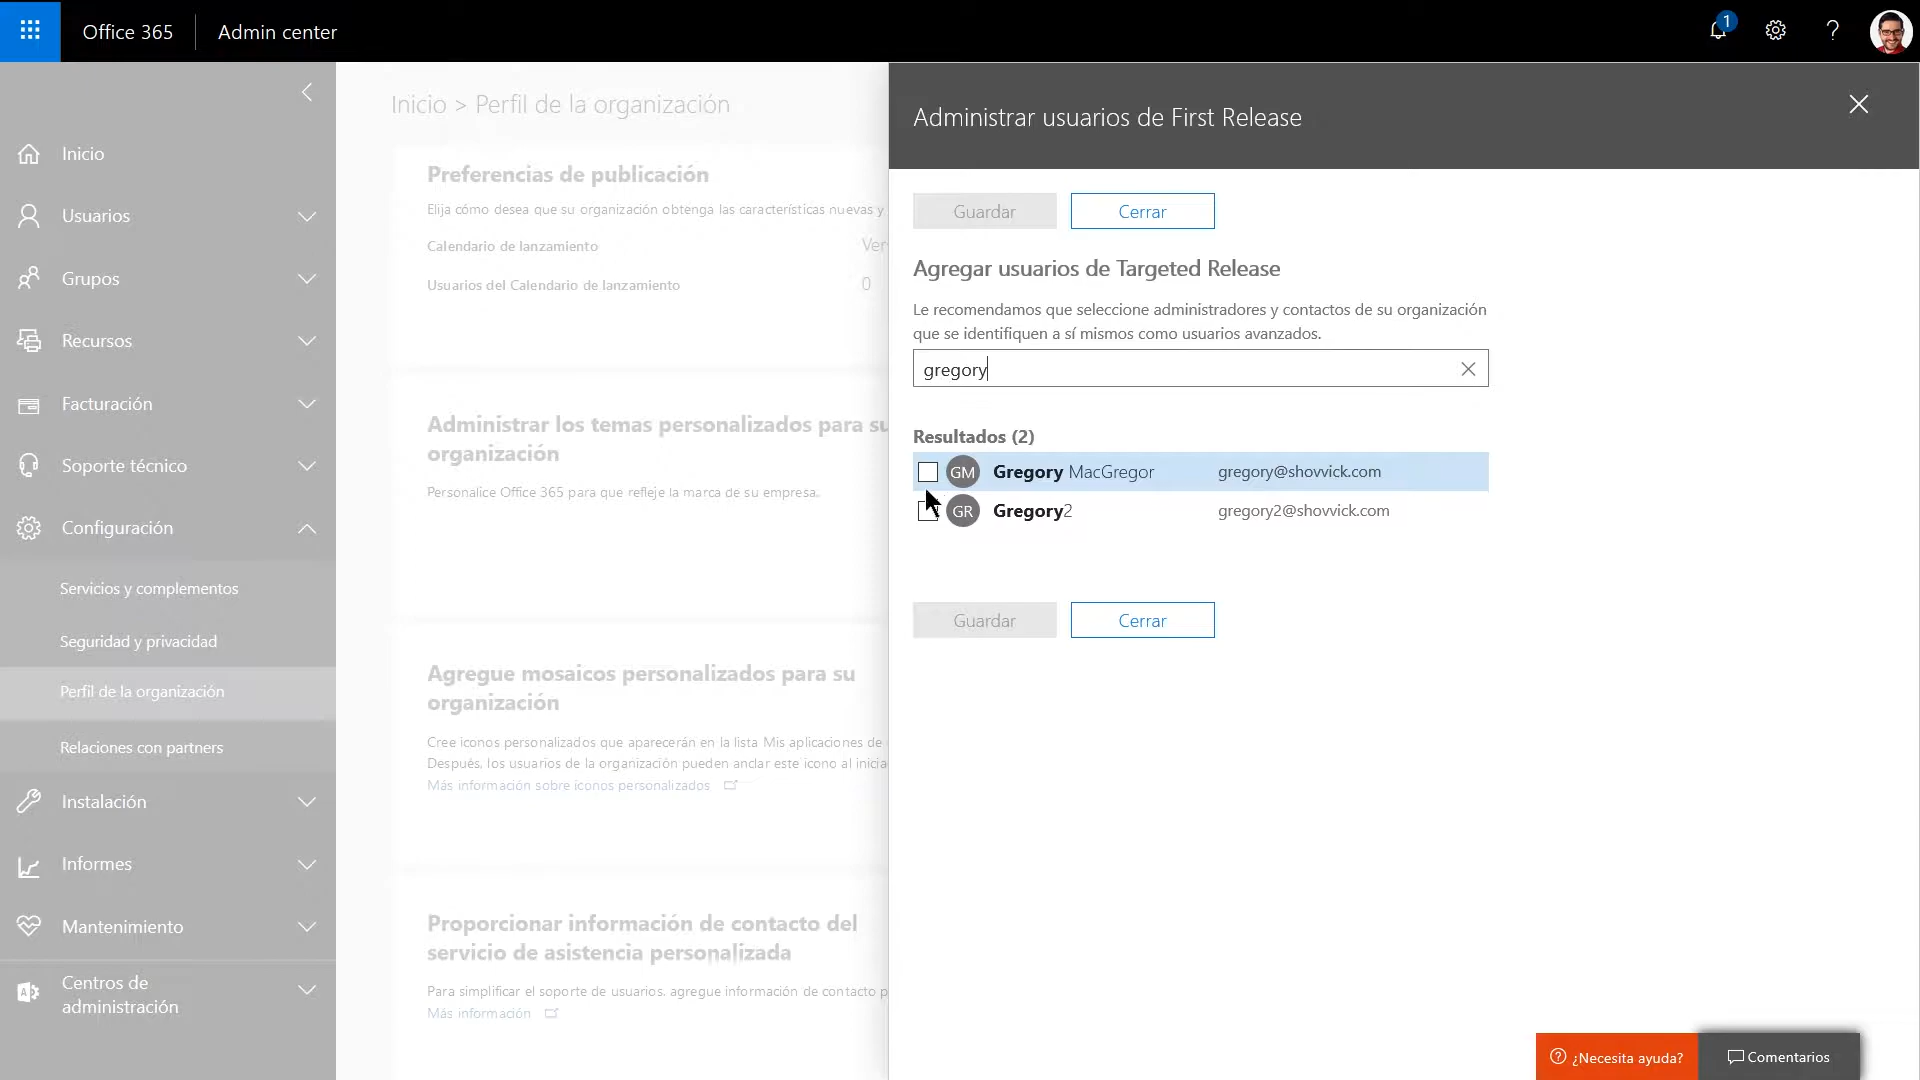 Office 365
Admin center
1
?
Inicio
Usuarios
Grupos
Recursos
Facturación
Soporte técnico
Configuración
Servicios y complementos
Seguridad y privacidad
Perfil de la organización
Relaciones con partners
Instalación
Informes
Mantenimiento
Centros de
administración
Inicio > Perfil de la organización
Preferencias de publicación
Elija cómo desea que su organización obtenga las características nuevas y
Calendario de lanzamiento
Ver
Usuarios del Calendario de lanzamiento
0
Administrar los temas personalizados para su
organización
Personalice Office 365 para que refleje la marca de su empresa.
Agregue mosaicos personalizados para su
organización
Cree iconos personalizados que aparecerán en la lista Mis aplicaciones de
Después, los usuarios de la organización pueden anclar este icono al inicia
Más información sobre iconos personalizados
Proporcionar información de contacto del
servicio de asistencia personalizada
Para simplificar el soporte de usuarios, agregue información de contacto p
Más información
Administrar usuarios de First Release
Guardar
Cerrar
Agregar usuarios de Targeted Release
Le recomendamos que seleccione administradores y contactos de su organización
que se identifiquen a sí mismos como usuarios avanzados.
gregory
Resultados (2)
GM Gregory MacGregor gregory@shovvick.com
GR Gregory2 gregory2@shovvick.com
Guardar
Cerrar
¿Necesita ayuda?
Comentarios